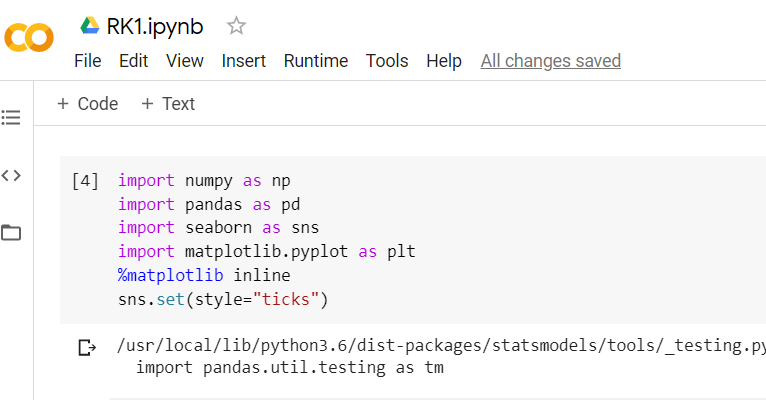 RK1.ipynb
File Edit View Insert Runtime Tools Help All changes saved
+ Code + Text
[4] import numpy as np
import pandas as pd
import seaborn as sns
import matplotlib.pyplot as plt
%matplotlib inline
sns.set(style="ticks")
/usr/local/lib/python3.6/dist-packages/statsmodels/tools/_testing.py
import pandas.util.testing as tm